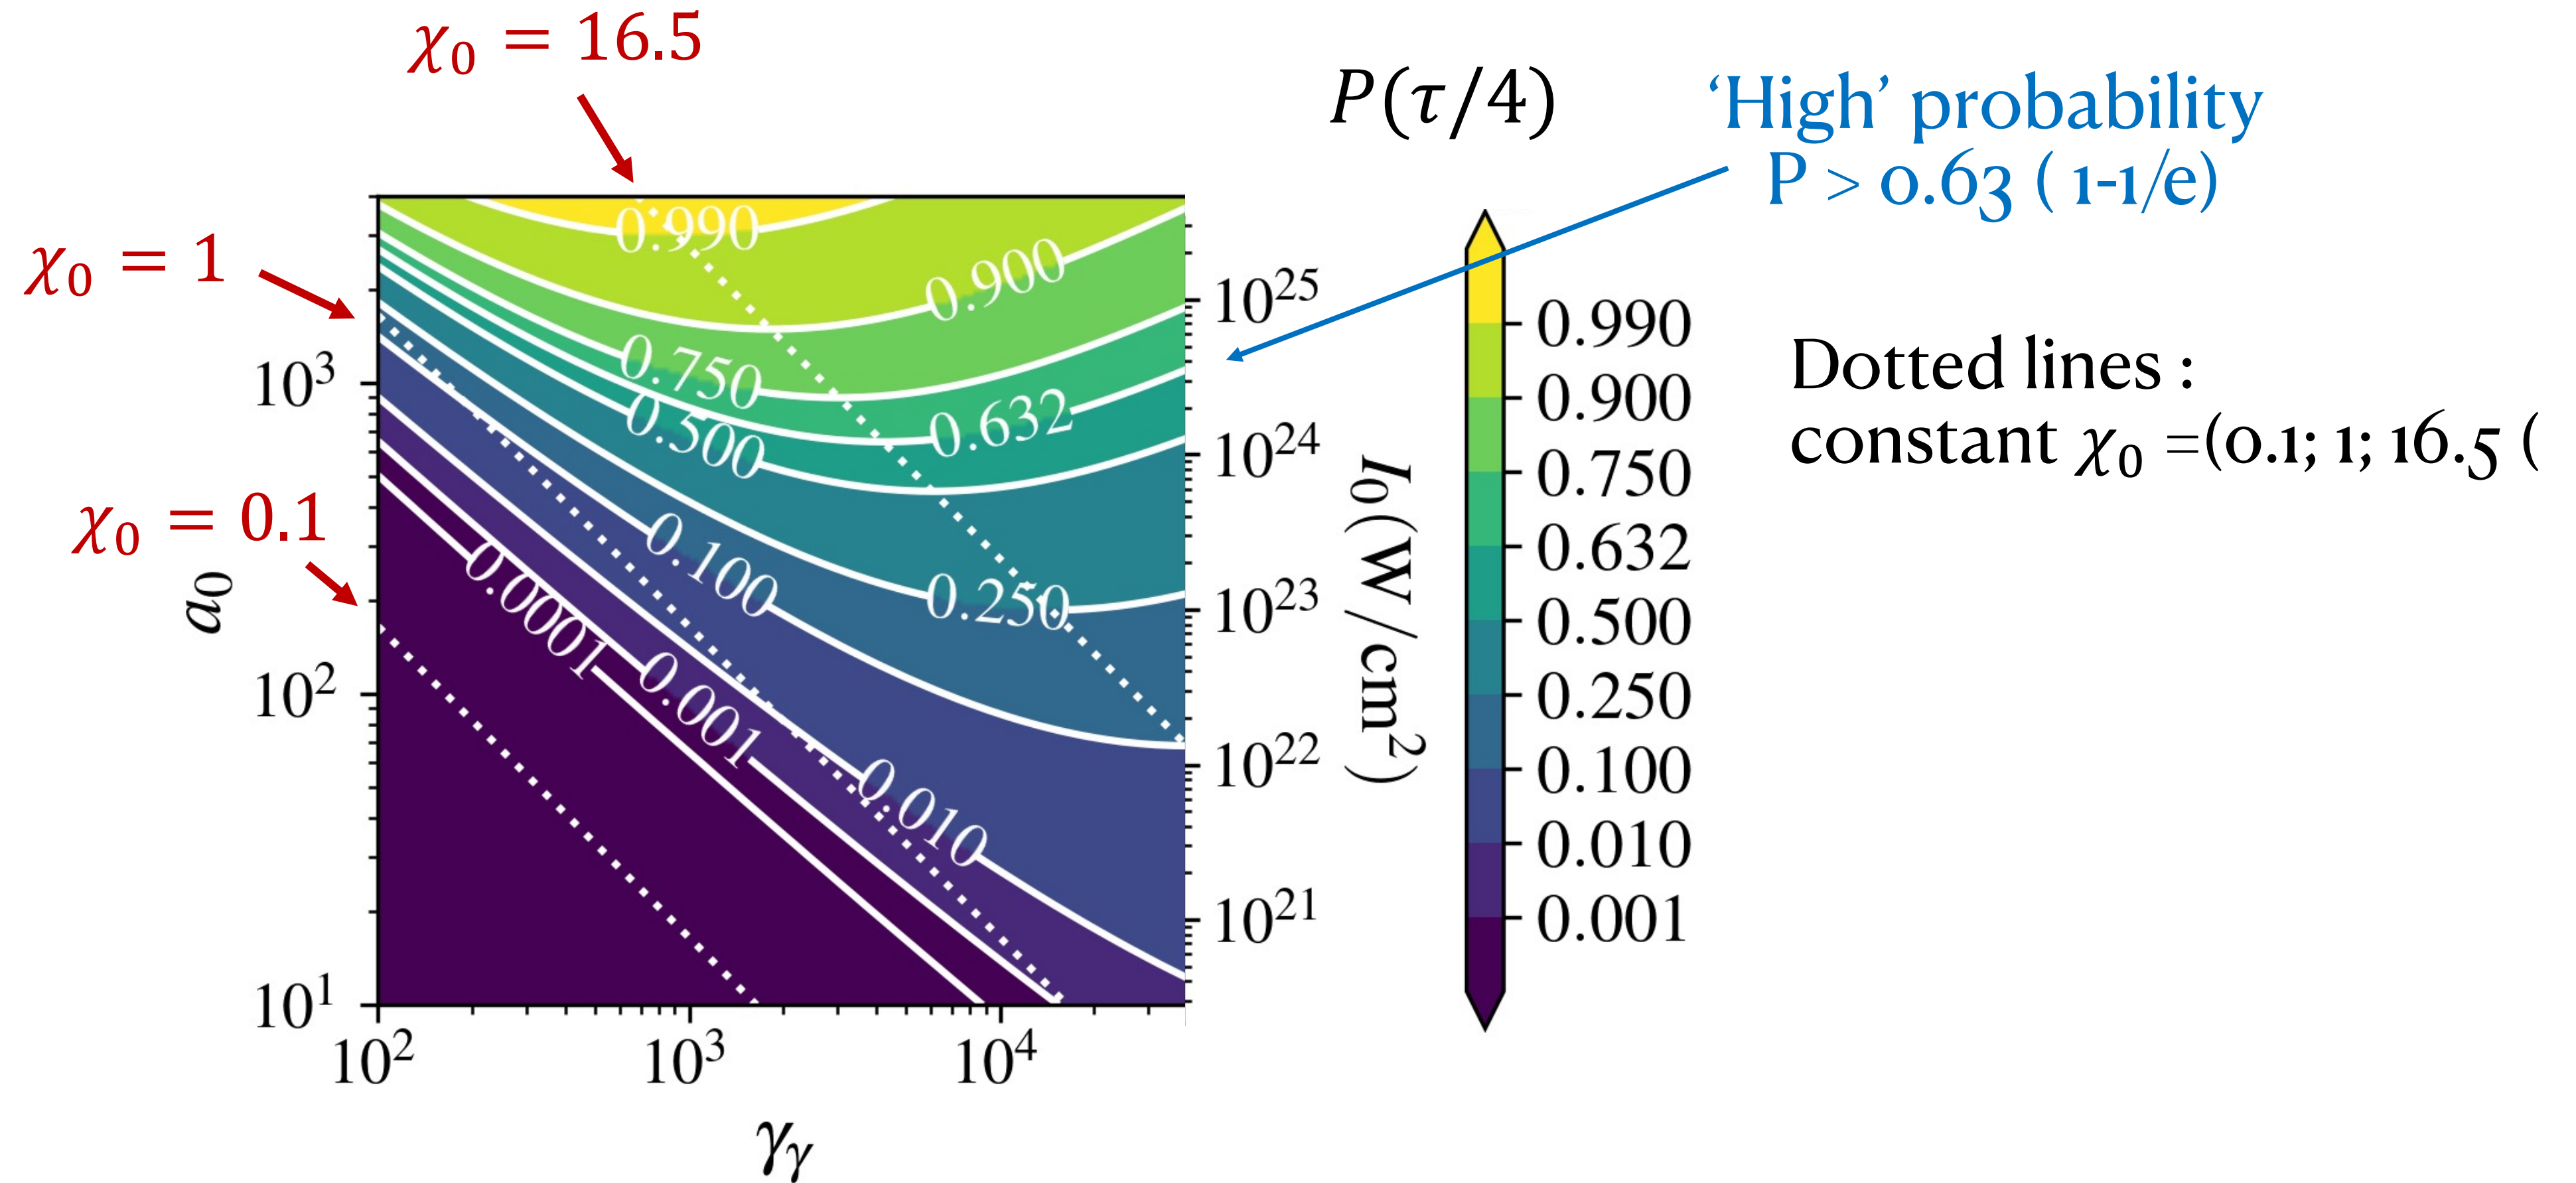 χ₀ = 16.5
P(τ/4)
‘High’ probability
P > 0.63 ( 1-1/e)
χ₀ = 1
χ₀ = 0.1
Dotted lines :
constant χ₀ =(0.1; 1; 16.5 (
a₀
10³
10²
10¹
10²
10³
10⁴
γᵧ
0.990
0.900
0.750
0.632
0.500
0.250
0.100
0.010
0.001
0.0001
10²⁵
10²⁴
10²³
10²²
10²¹
I₀(W/cm²)
0.990
0.900
0.750
0.632
0.500
0.250
0.100
0.010
0.001